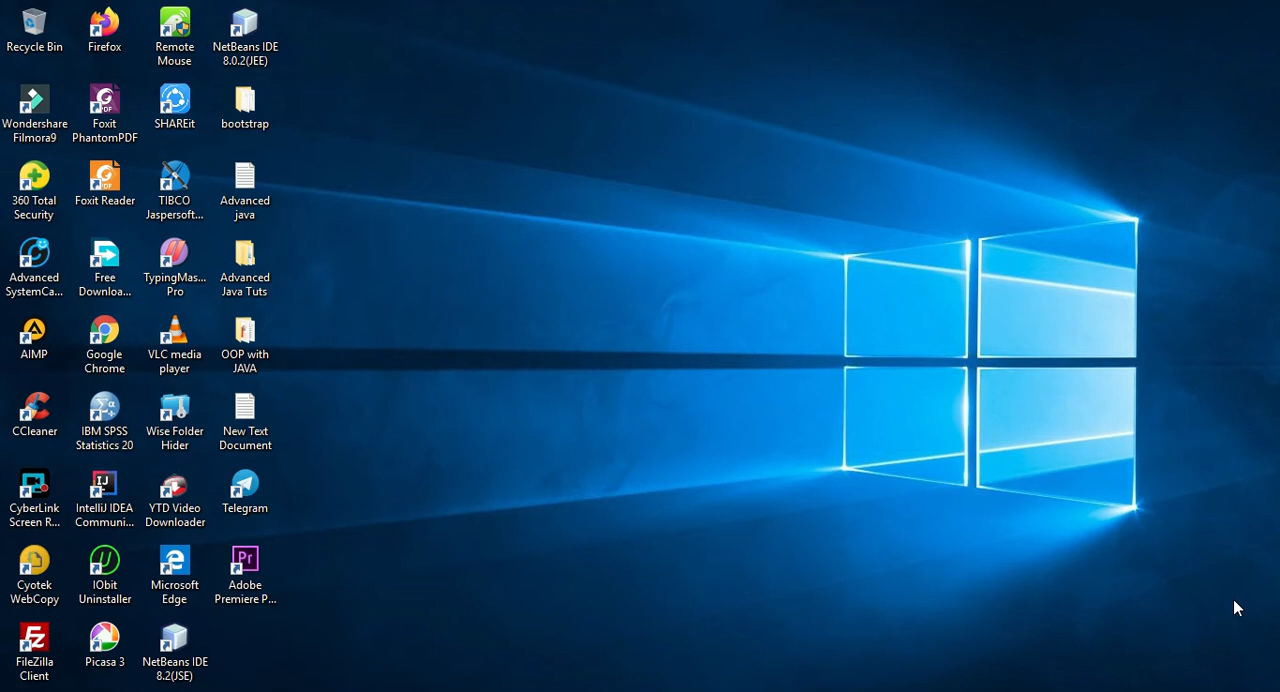 Recycle Bin
Firefox
Remote
Mouse
NetBeans IDE
8.0.2(JEE)
Wondershare
Filmora9
Foxit
PhantomPDF
SHAREit
bootstrap
360 Total
Security
Foxit Reader
TIBCO
Jaspersoft...
Advanced
java
Advanced
SystemCa...
Free
Downloa...
TypingMas...
Pro
Advanced
Java Tuts
AIMP
Google
Chrome
VLC media
player
OOP with
JAVA
CCleaner
IBM SPSS
Statistics 20
Wise Folder
Hider
New Text
Document
CyberLink
Screen R...
IntelliJ IDEA
Communi...
YTD Video
Downloader
Telegram
Cyotek
WebCopy
IObit
Uninstaller
Microsoft
Edge
Adobe
Premiere P...
FileZilla
Client
Picasa 3
NetBeans IDE
8.2(JSE)